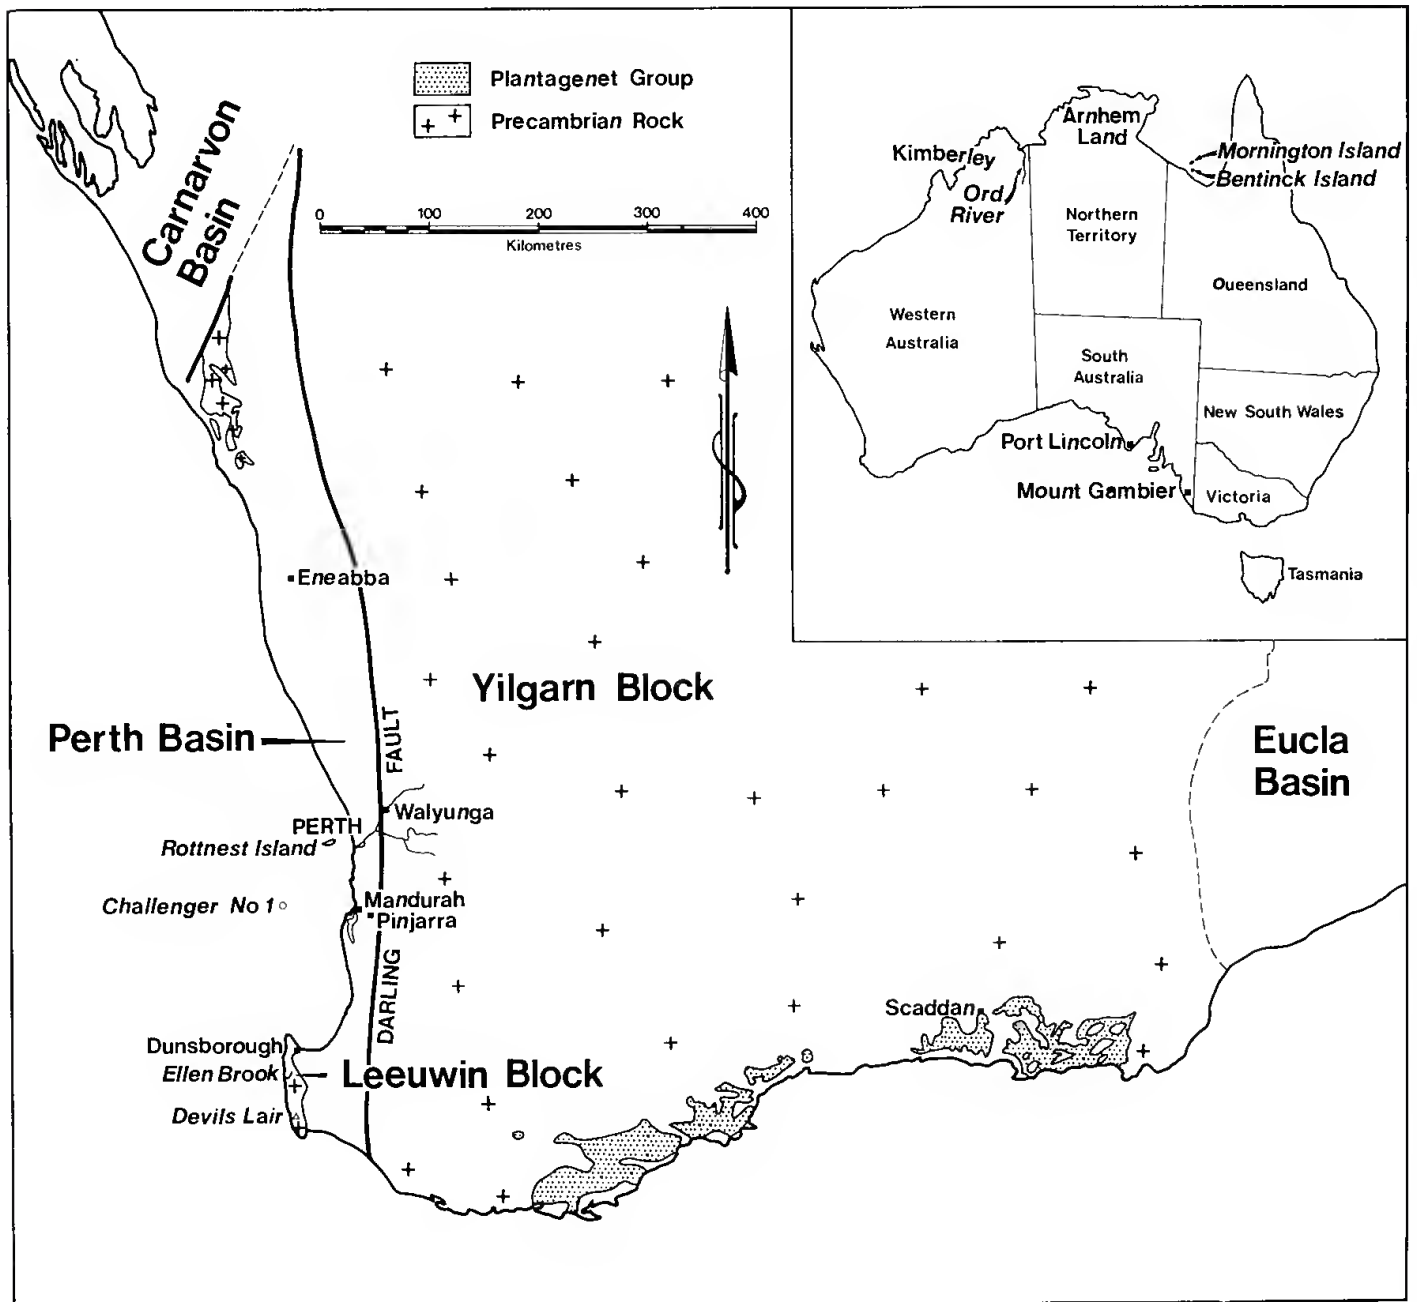 Plantagenet Group
Precambrian Rock
Carnarvon
Basin
0 100 200 300 400
Kilometres
Eneabba
Yilgarn Block
Perth Basin
FAULT
Walyunga
PERTH
Rottnest Island
Challenger No 1
Mandurah
Pinjarra
DARLING
Dunsborough
Ellen Brook
Leeuwin Block
Devils Lair
Scaddan
Eucla
Basin
Arnhem
Land
Kimberley
Ord
River
Mornington Island
Bentinck Island
Northern
Territory
Queensland
Western
Australia
South
Australia
New South Wales
Port Lincoln
Mount Gambier
Victoria
Tasmania